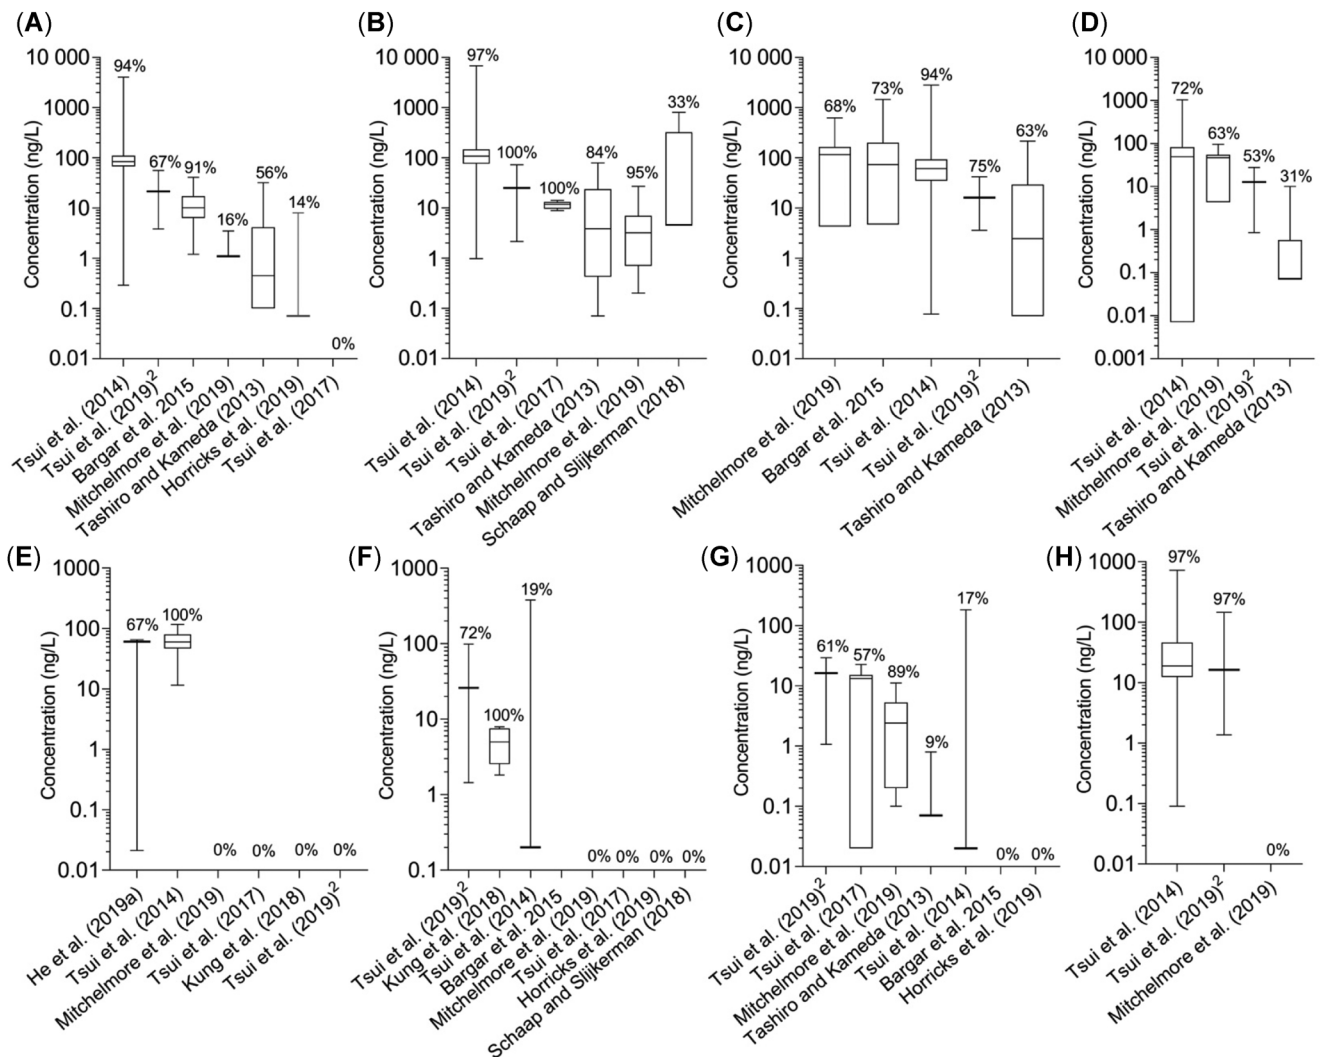 (A)
Concentration (ng/L)
10 000
1000
100
10
1
0.1
0.01
94%
67%
91%
16%
56%
14%
0%
Tsui et al. (2014)
Tsui et al. (2019)2
Bargar et al. 2015
Mitchelmore et al. (2019)
Tashiro and Kameda (2013)
Horricks et al. (2019)
Tsui et al. (2017)
(B)
Concentration (ng/L)
10 000
1000
100
10
1
0.1
0.01
97%
100%
100%
84%
95%
33%
Tsui et al. (2014)
Tsui et al. (2019)2
Tsui et al. (2017)
Tashiro and Kameda (2013)
Mitchelmore et al. (2019)
Schaap and Slijkerman (2018)
(C)
Concentration (ng/L)
10 000
1000
100
10
1
0.1
0.01
68%
73%
94%
75%
63%
Mitchelmore et al. (2019)
Bargar et al. 2015
Tsui et al. (2014)
Tsui et al. (2019)2
Tashiro and Kameda (2013)
(D)
Concentration (ng/L)
10 000
1000
100
10
1
0.1
0.01
0.001
72%
63%
53%
31%
Tsui et al. (2014)
Mitchelmore et al. (2019)
Tsui et al. (2019)2
Tashiro and Kameda (2013)
(E)
Concentration (ng/L)
1000
100
10
1
0.1
0.01
67%
100%
0%
0%
0%
0%
He et al. (2019a)
Tsui et al. (2014)
Mitchelmore et al. (2019)
Tsui et al. (2017)
Kung et al. (2018)
Tsui et al. (2019)2
(F)
Concentration (ng/L)
1000
100
10
1
0.1
72%
100%
19%
0%
0%
0%
0%
Tsui et al. (2019)2
Kung et al. (2018)
Tsui et al. (2014)
Bargar et al. 2015
Mitchelmore et al. (2019)
Tsui et al. (2017)
Horricks et al. (2019)
Schaap and Slijkerman (2018)
(G)
Concentration (ng/L)
1000
100
10
1
0.1
0.01
61%
57%
89%
9%
17%
0%
0%
Tsui et al. (2019)2
Tsui et al. (2017)
Mitchelmore et al. (2019)
Tashiro and Kameda (2013)
Tsui et al. (2014)
Bargar et al. 2015
Horricks et al. (2019)
(H)
Concentration (ng/L)
1000
100
10
1
0.1
0.01
97%
97%
0%
Tsui et al. (2014)
Tsui et al. (2019)2
Mitchelmore et al. (2019)